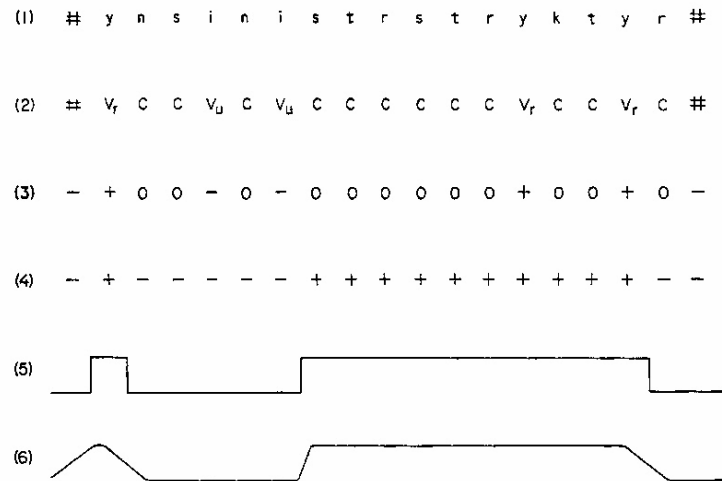 (1) # y n s i n i s t r s t r y k t y r #
(2) # Vr C C Vu C Vu C C C C C C Vr C C Vr C #
(3) - + o o - o - o o o o o o + o o + o -
(4) - + - - - - - + + + + + + + + + + - -
(5)
(6)